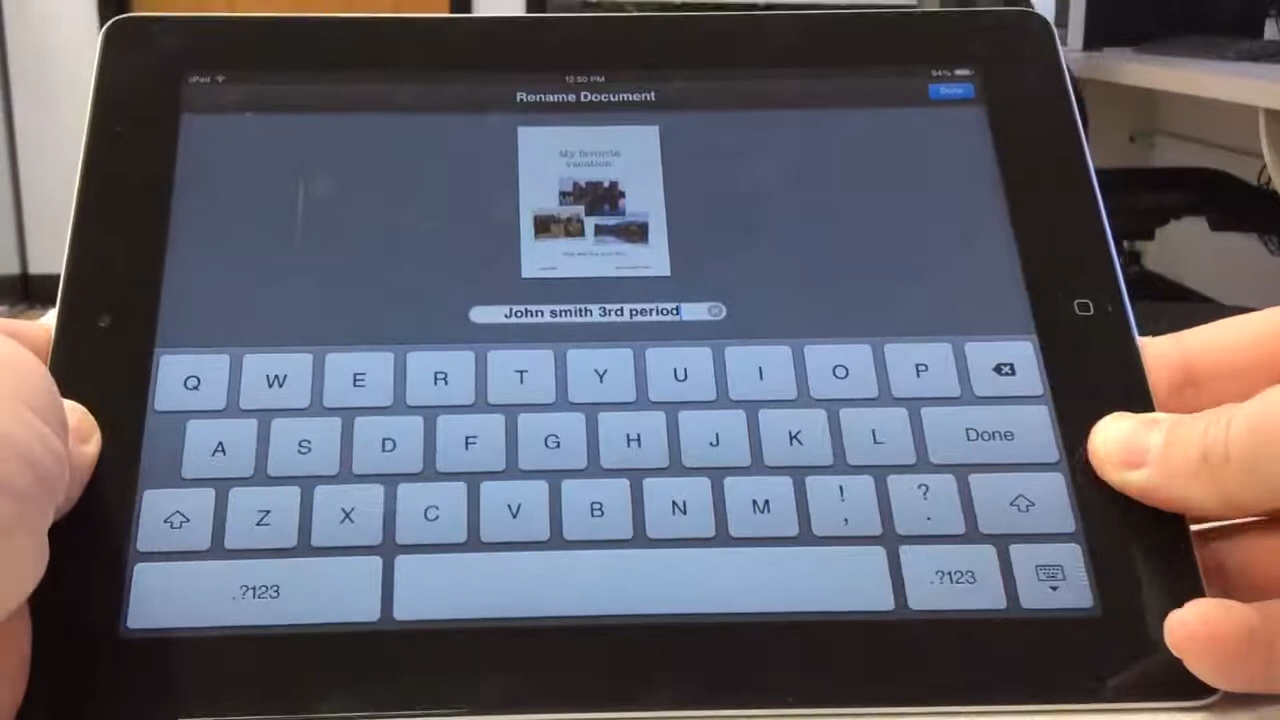 iPad 12:50 PM 94%
Rename Document
Done
My favorite
vacation
John smith 3rd period
Q W E R T Y U I O P
A S D F G H J K L Done
Z X C V B N M ! , ? .
.?123 .?123